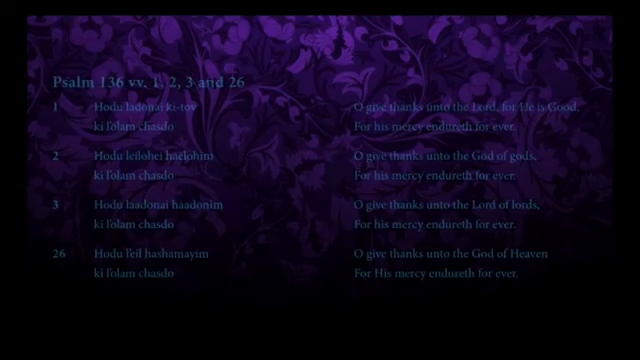 Psalm 136 vv. 1, 2, 3 and 26
1 Hodu ladonai ki-tov O give thanks unto the Lord, for He is Good,
ki l'olam chasdo For his mercy endureth for ever.
2 Hodu leilohei haelohim O give thanks unto the God of gods,
ki l'olam chasdo For his mercy endureth for ever.
3 Hodu laadonai haadonim O give thanks unto the Lord of lords,
ki l'olam chasdo For his mercy endureth for ever.
26 Hodu l'eil hashamayim O give thanks unto the God of Heaven
ki l'olam chasdo For His mercy endureth for ever.